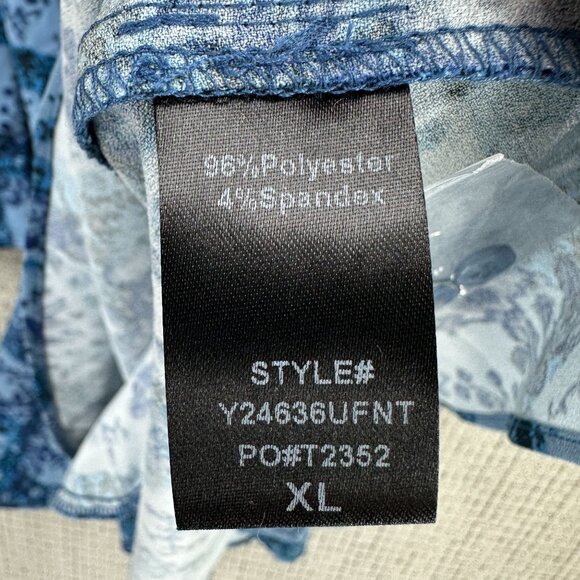 96%Polyester
4%Spandex
STYLE#
Y24636UFNT
PO#T2352
XL